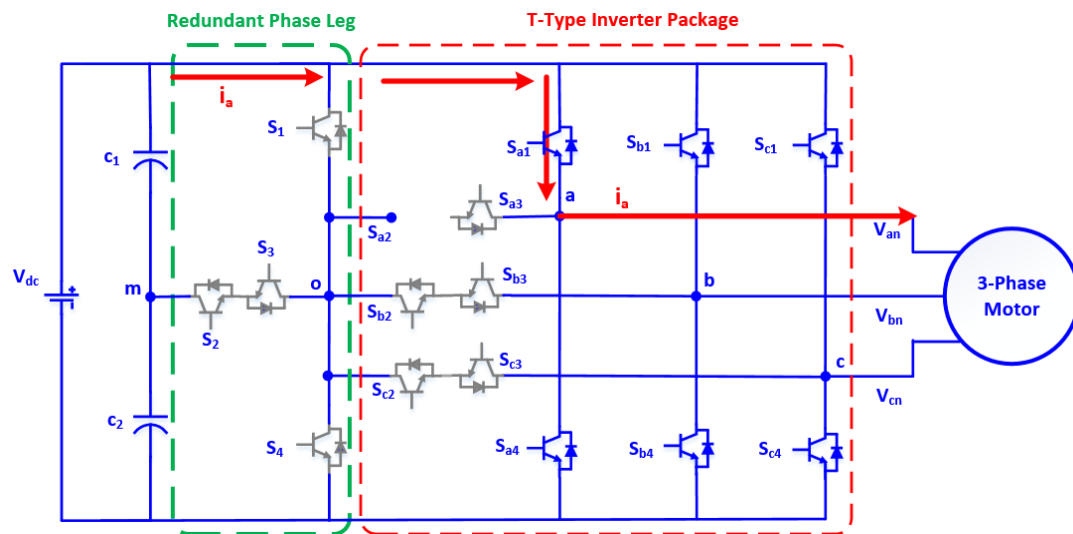 Redundant Phase Leg
T-Type Inverter Package
ia
S1
c1
Sa1
Sb1
Sc1
Sa3
a
ia
Sa2
Van
S3
Vdc
m
o
Sb3
b
3-Phase
Motor
S2
Sb2
Vbn
Sc3
c
Sc2
Vcn
c2
S4
Sa4
Sb4
Sc4